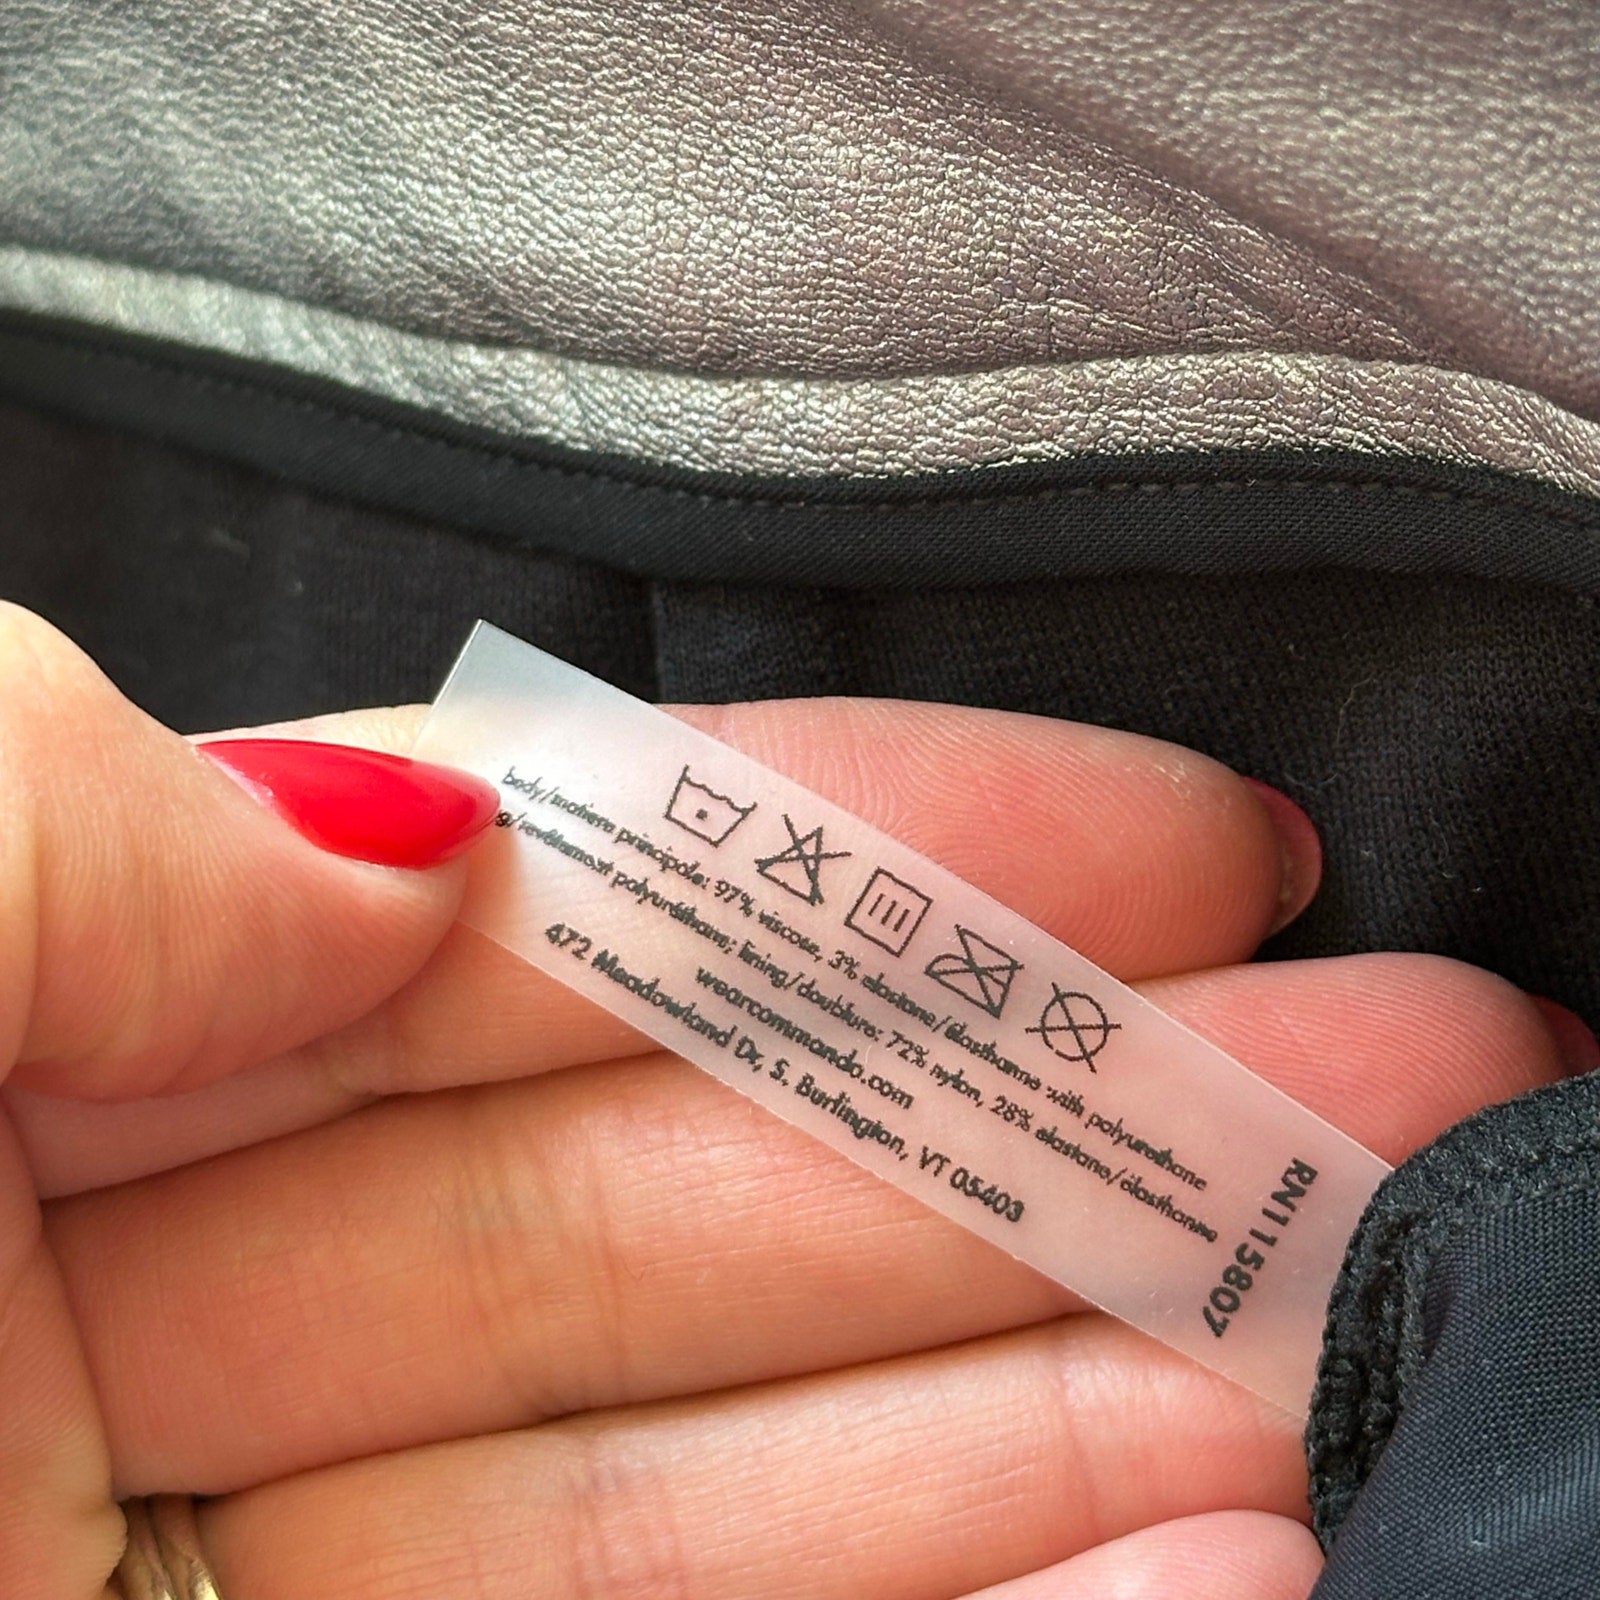 body/matière principale: 97% viscose, 3% elastane/élasthanne with polyurethane
/revêtement polyuréthane; lining/doublure: 72% nylon, 28% elastane/élasthanne
wearcommando.com
472 Meadowland Dr, S. Burlington, VT 05403
RN115807